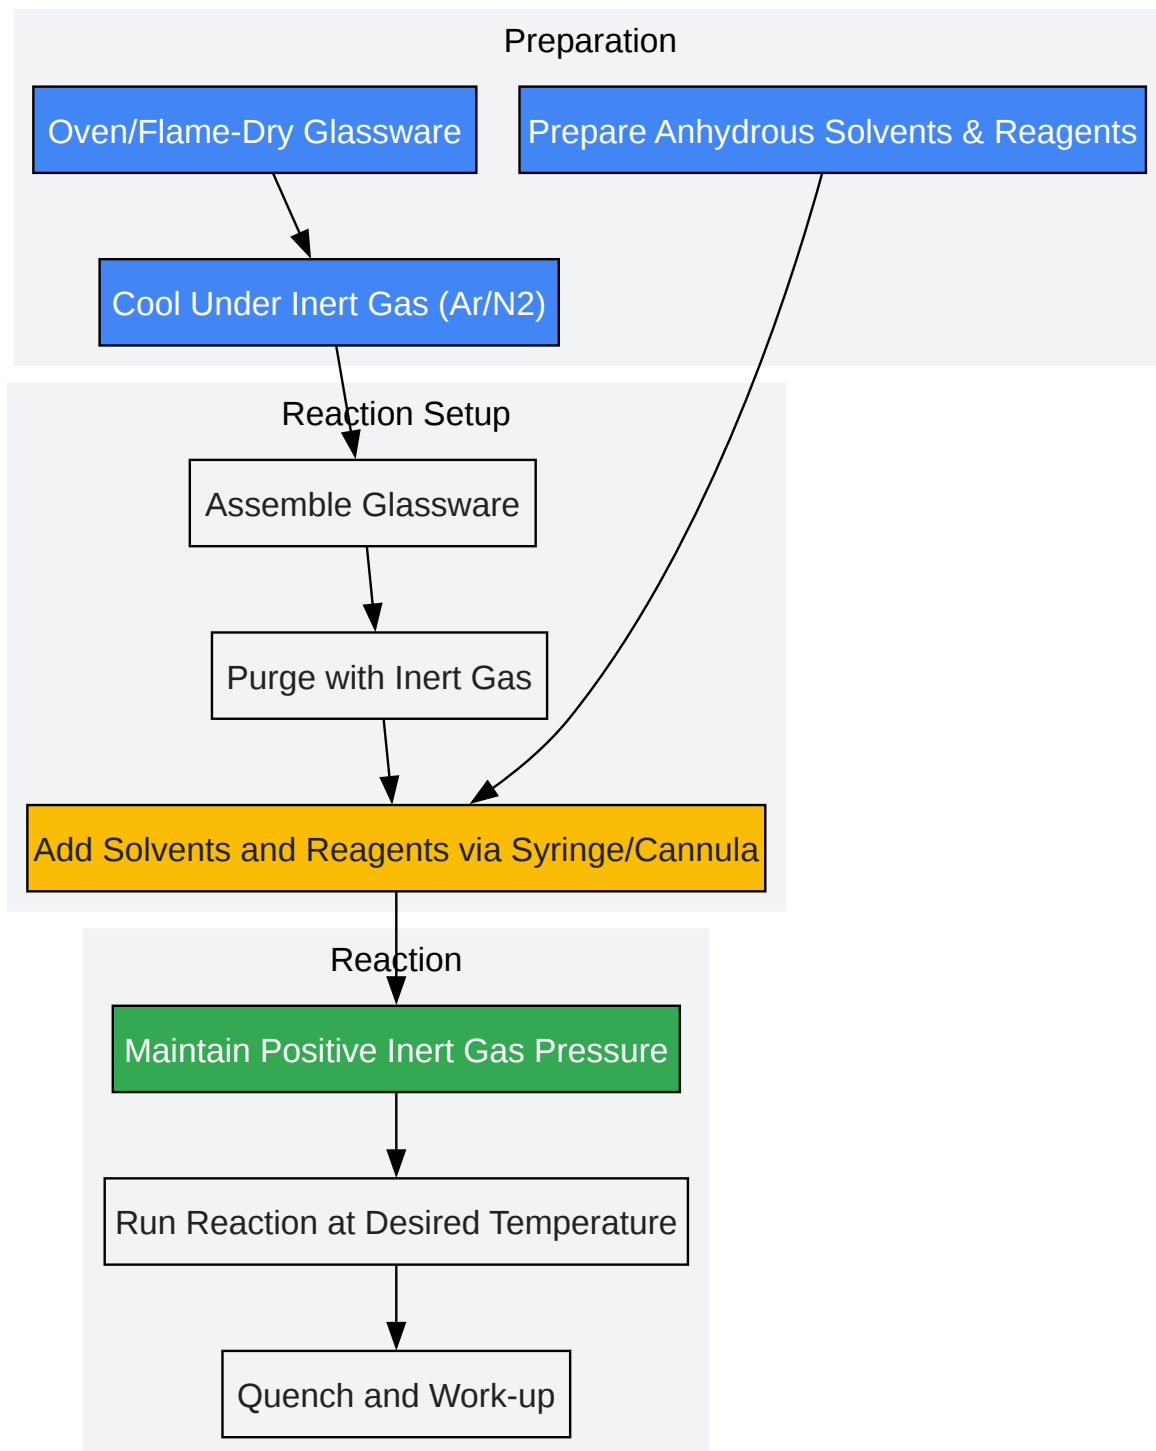 Preparation
Oven/Flame-Dry Glassware
Prepare Anhydrous Solvents & Reagents
Cool Under Inert Gas (Ar/N2)
Reaction Setup
Assemble Glassware
Purge with Inert Gas
Add Solvents and Reagents via Syringe/Cannula
Reaction
Maintain Positive Inert Gas Pressure
Run Reaction at Desired Temperature
Quench and Work-up